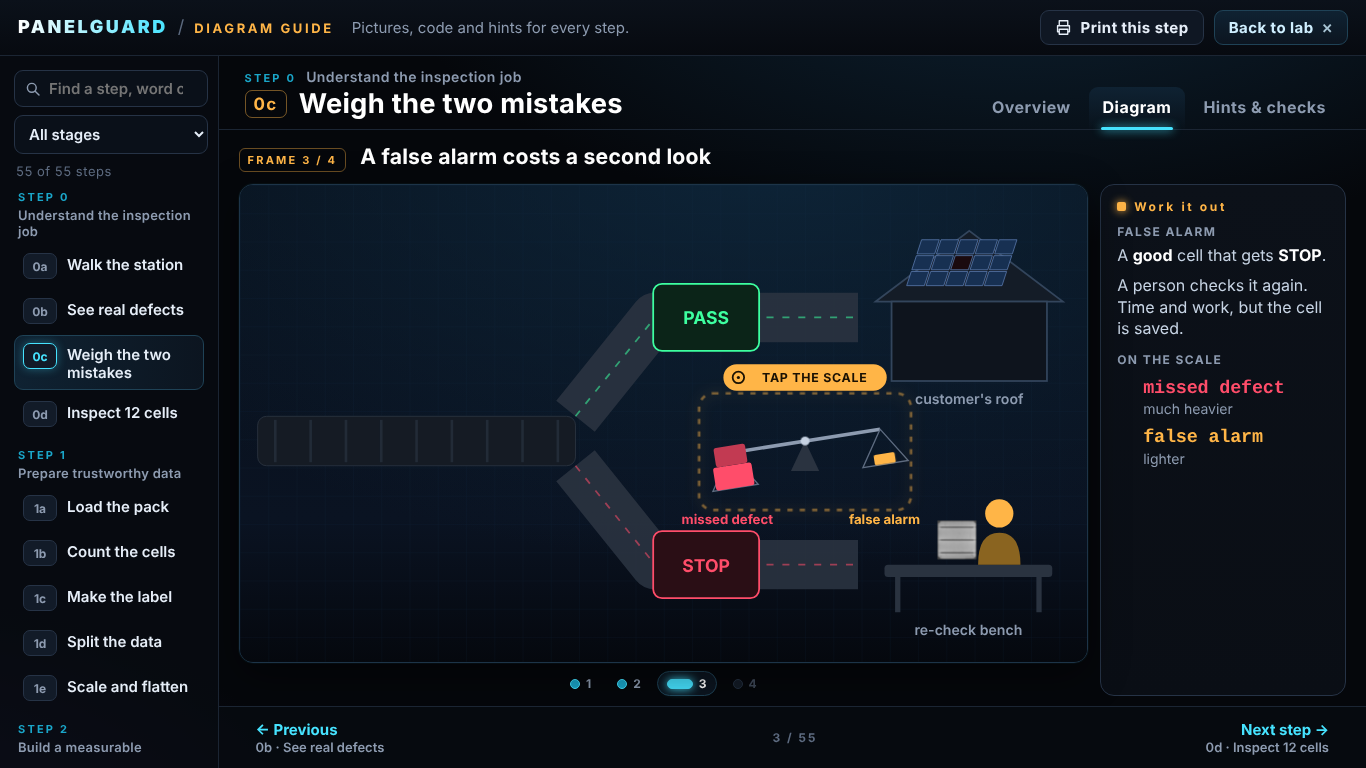 PANELGUARD / DIAGRAM GUIDE Pictures, code and hints for every step.
Print this step
Back to lab ×
Find a step, word c
All stages
55 of 55 steps
STEP 0
Understand the inspection
job
0a Walk the station
0b See real defects
0c Weigh the two
mistakes
0d Inspect 12 cells
STEP 1
Prepare trustworthy data
1a Load the pack
1b Count the cells
1c Make the label
1d Split the data
1e Scale and flatten
STEP 2
Build a measurable
STEP 0 Understand the inspection job
0c Weigh the two mistakes
Overview
Diagram
Hints & checks
FRAME 3 / 4 A false alarm costs a second look
PASS
TAP THE SCALE
customer's roof
missed defect
false alarm
STOP
re-check bench
1
2
3
4
Work it out
FALSE ALARM
A good cell that gets STOP.
A person checks it again.
Time and work, but the cell
is saved.
ON THE SCALE
missed defect
much heavier
false alarm
lighter
← Previous
0b · See real defects
3 / 55
Next step →
0d · Inspect 12 cells